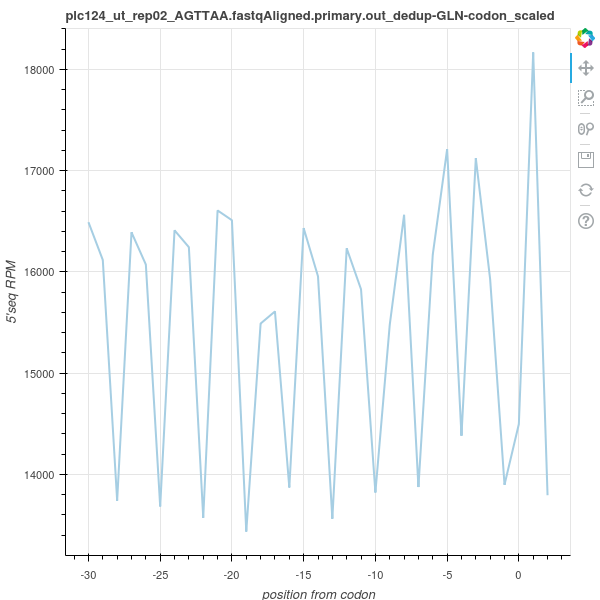 plc124_ut_rep02_AGTTAA.fastqAligned.primary.out_dedup-GLN-codon_scaled
18000
17000
16000
15000
14000
5'seq RPM
-30 -25 -20 -15 -10 -5 0
position from codon